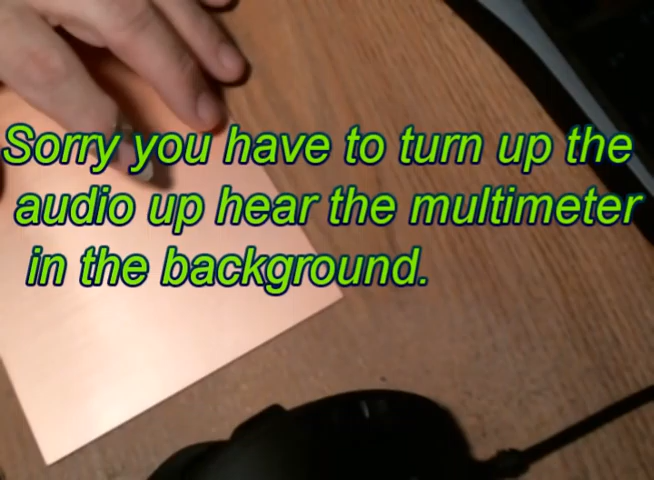 Sorry you have to turn up the
audio up hear the multimeter
in the background.